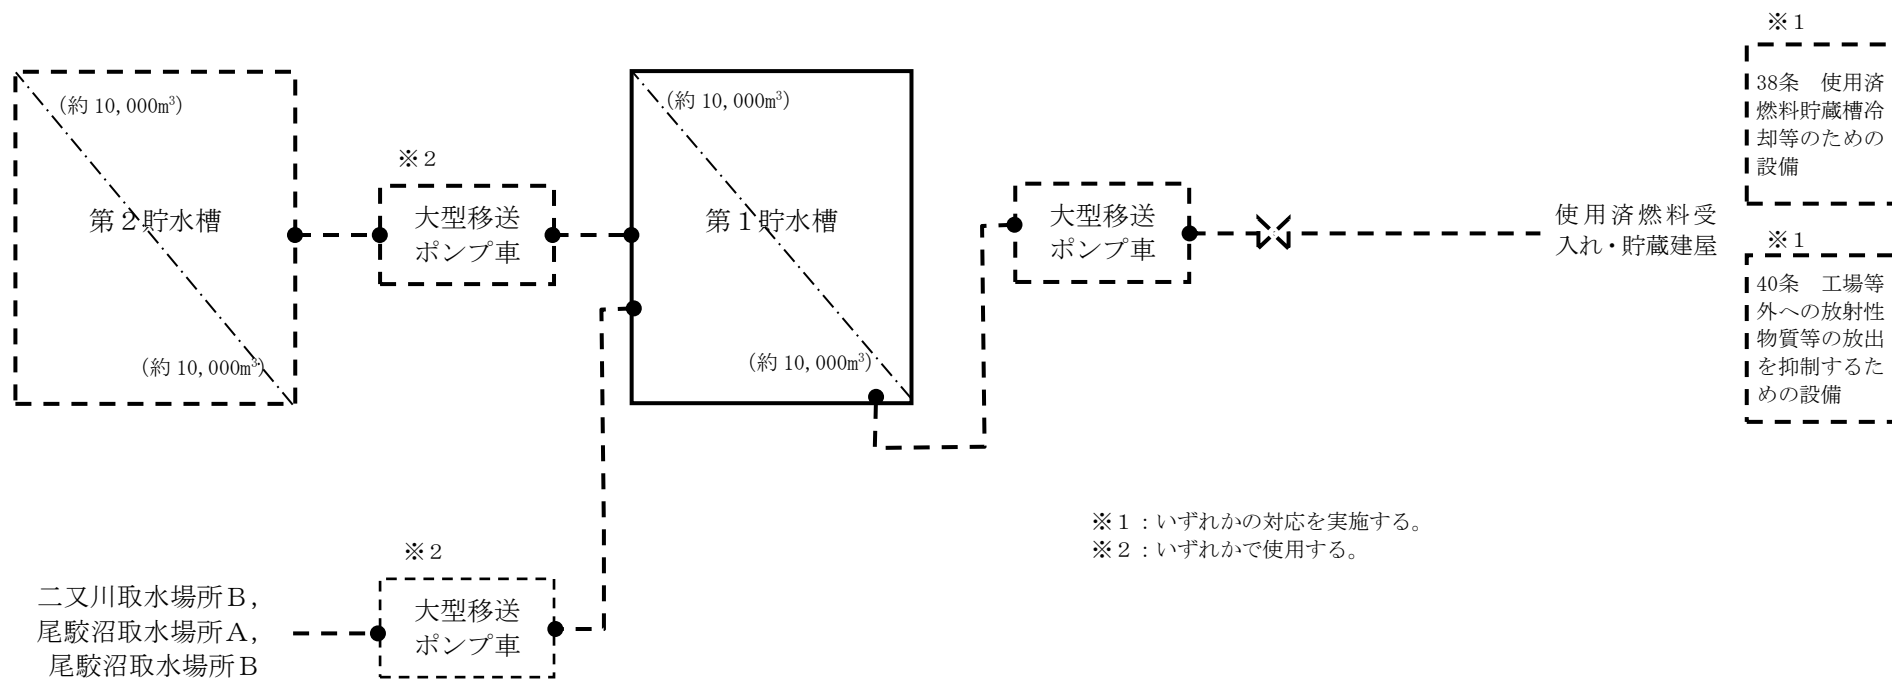 (約 10,000m³)
第２貯水槽
(約 10,000m³)
※２
大型移送
ポンプ車
(約 10,000m³)
第１貯水槽
(約 10,000m³)
大型移送
ポンプ車
使用済燃料受
入れ・貯蔵建屋
※１
38条　使用済
燃料貯蔵槽冷
却等のための
設備
※１
40条　工場等
外への放射性
物質等の放出
を抑制するた
めの設備
※１：いずれかの対応を実施する。
※２：いずれかで使用する。
※２
大型移送
ポンプ車
二又川取水場所Ｂ，
尾駮沼取水場所Ａ，
尾駮沼取水場所Ｂ